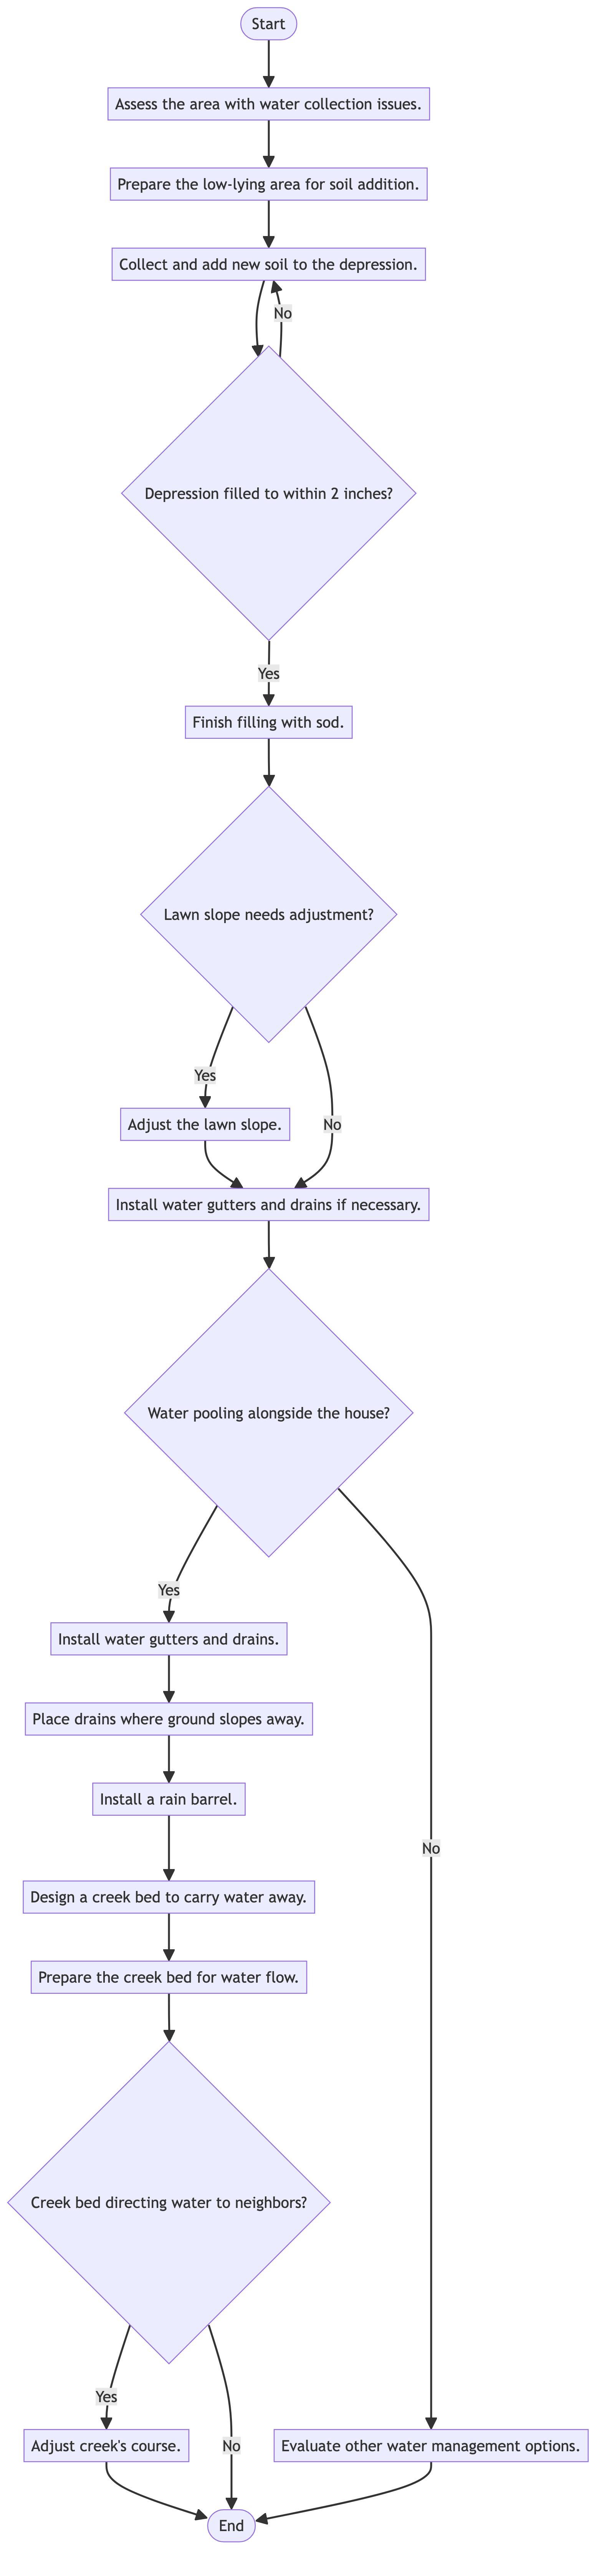 Start
Assess the area with water collection issues.
Prepare the low-lying area for soil addition.
Collect and add new soil to the depression.
No
Depression filled to within 2 inches?
Yes
Finish filling with sod.
Lawn slope needs adjustment?
Yes
Adjust the lawn slope.
No
Install water gutters and drains if necessary.
Water pooling alongside the house?
Yes
Install water gutters and drains.
Place drains where ground slopes away.
Install a rain barrel.
No
Design a creek bed to carry water away.
Prepare the creek bed for water flow.
Creek bed directing water to neighbors?
Yes
Adjust creek's course.
No
Evaluate other water management options.
End